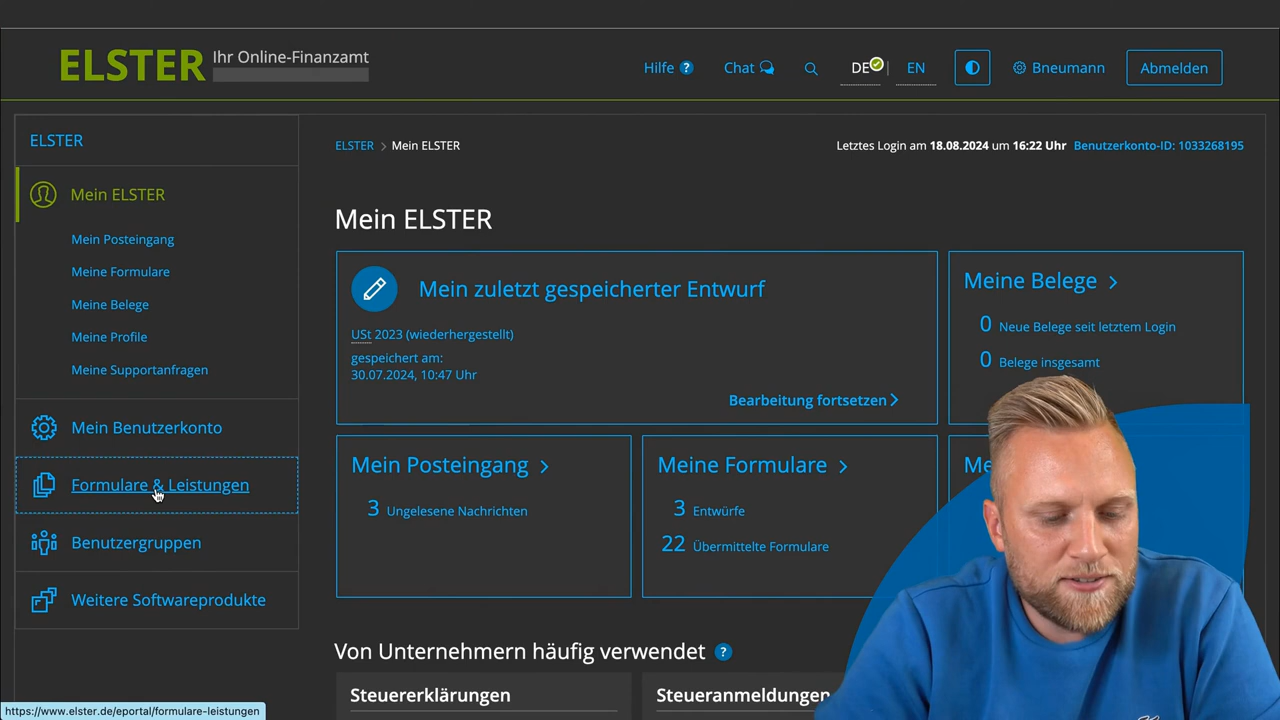 ELSTER Ihr Online-Finanzamt
Hilfe ? Chat DE | EN Bneumann Abmelden
ELSTER
Mein ELSTER
Mein Posteingang
Meine Formulare
Meine Belege
Meine Profile
Meine Supportanfragen
Mein Benutzerkonto
Formulare & Leistungen
Benutzergruppen
Weitere Softwareprodukte
ELSTER > Mein ELSTER
Letztes Login am 18.08.2024 um 16:22 Uhr Benutzerkonto-ID: 1033268195
Mein ELSTER
Mein zuletzt gespeicherter Entwurf
USt 2023 (wiederhergestellt)
gespeichert am:
30.07.2024, 10:47 Uhr
Bearbeitung fortsetzen >
Meine Belege >
0 Neue Belege seit letztem Login
0 Belege insgesamt
Mein Posteingang >
3 Ungelesene Nachrichten
Meine Formulare >
3 Entwürfe
22 Übermittelte Formulare
Von Unternehmern häufig verwendet ?
Steuererklärungen
Steueranmeldungen
https://www.elster.de/eportal/formulare-leistungen